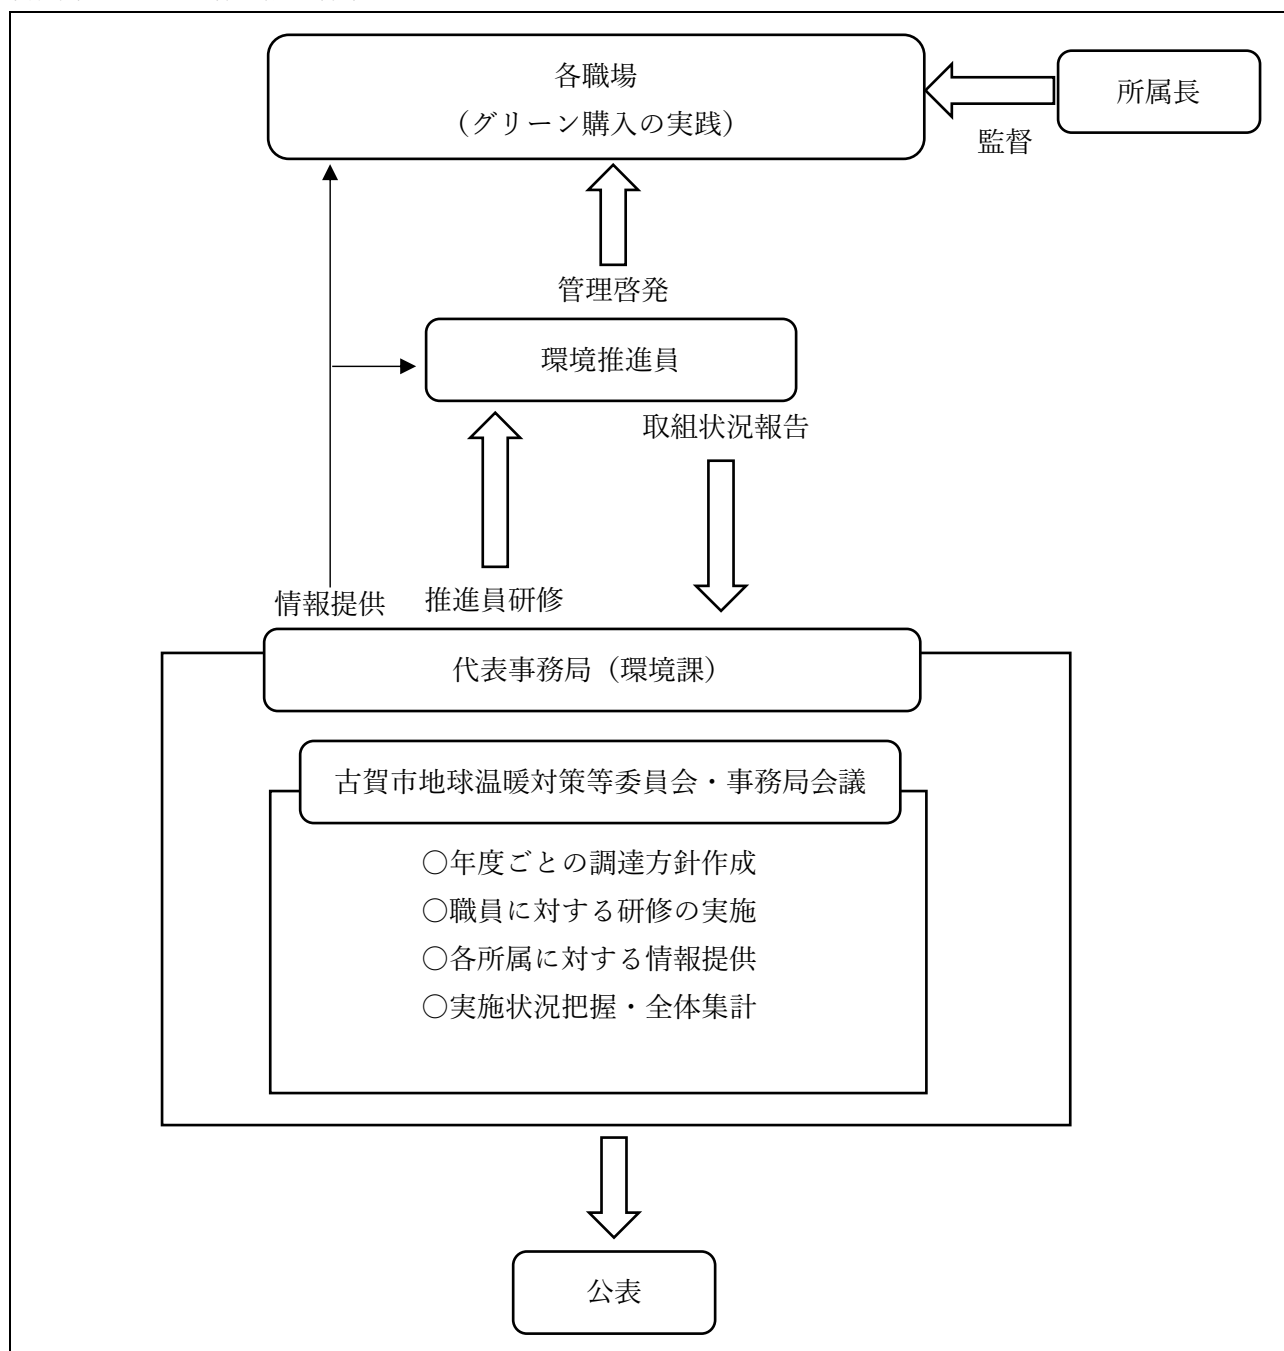 各職場
（グリーン購入の実践）
所属長
監督
管理啓発
環境推進員
取組状況報告
情報提供
推進員研修
代表事務局（環境課）
古賀市地球温暖対策等委員会・事務局会議
○年度ごとの調達方針作成
○職員に対する研修の実施
○各所属に対する情報提供
○実施状況把握・全体集計
公表